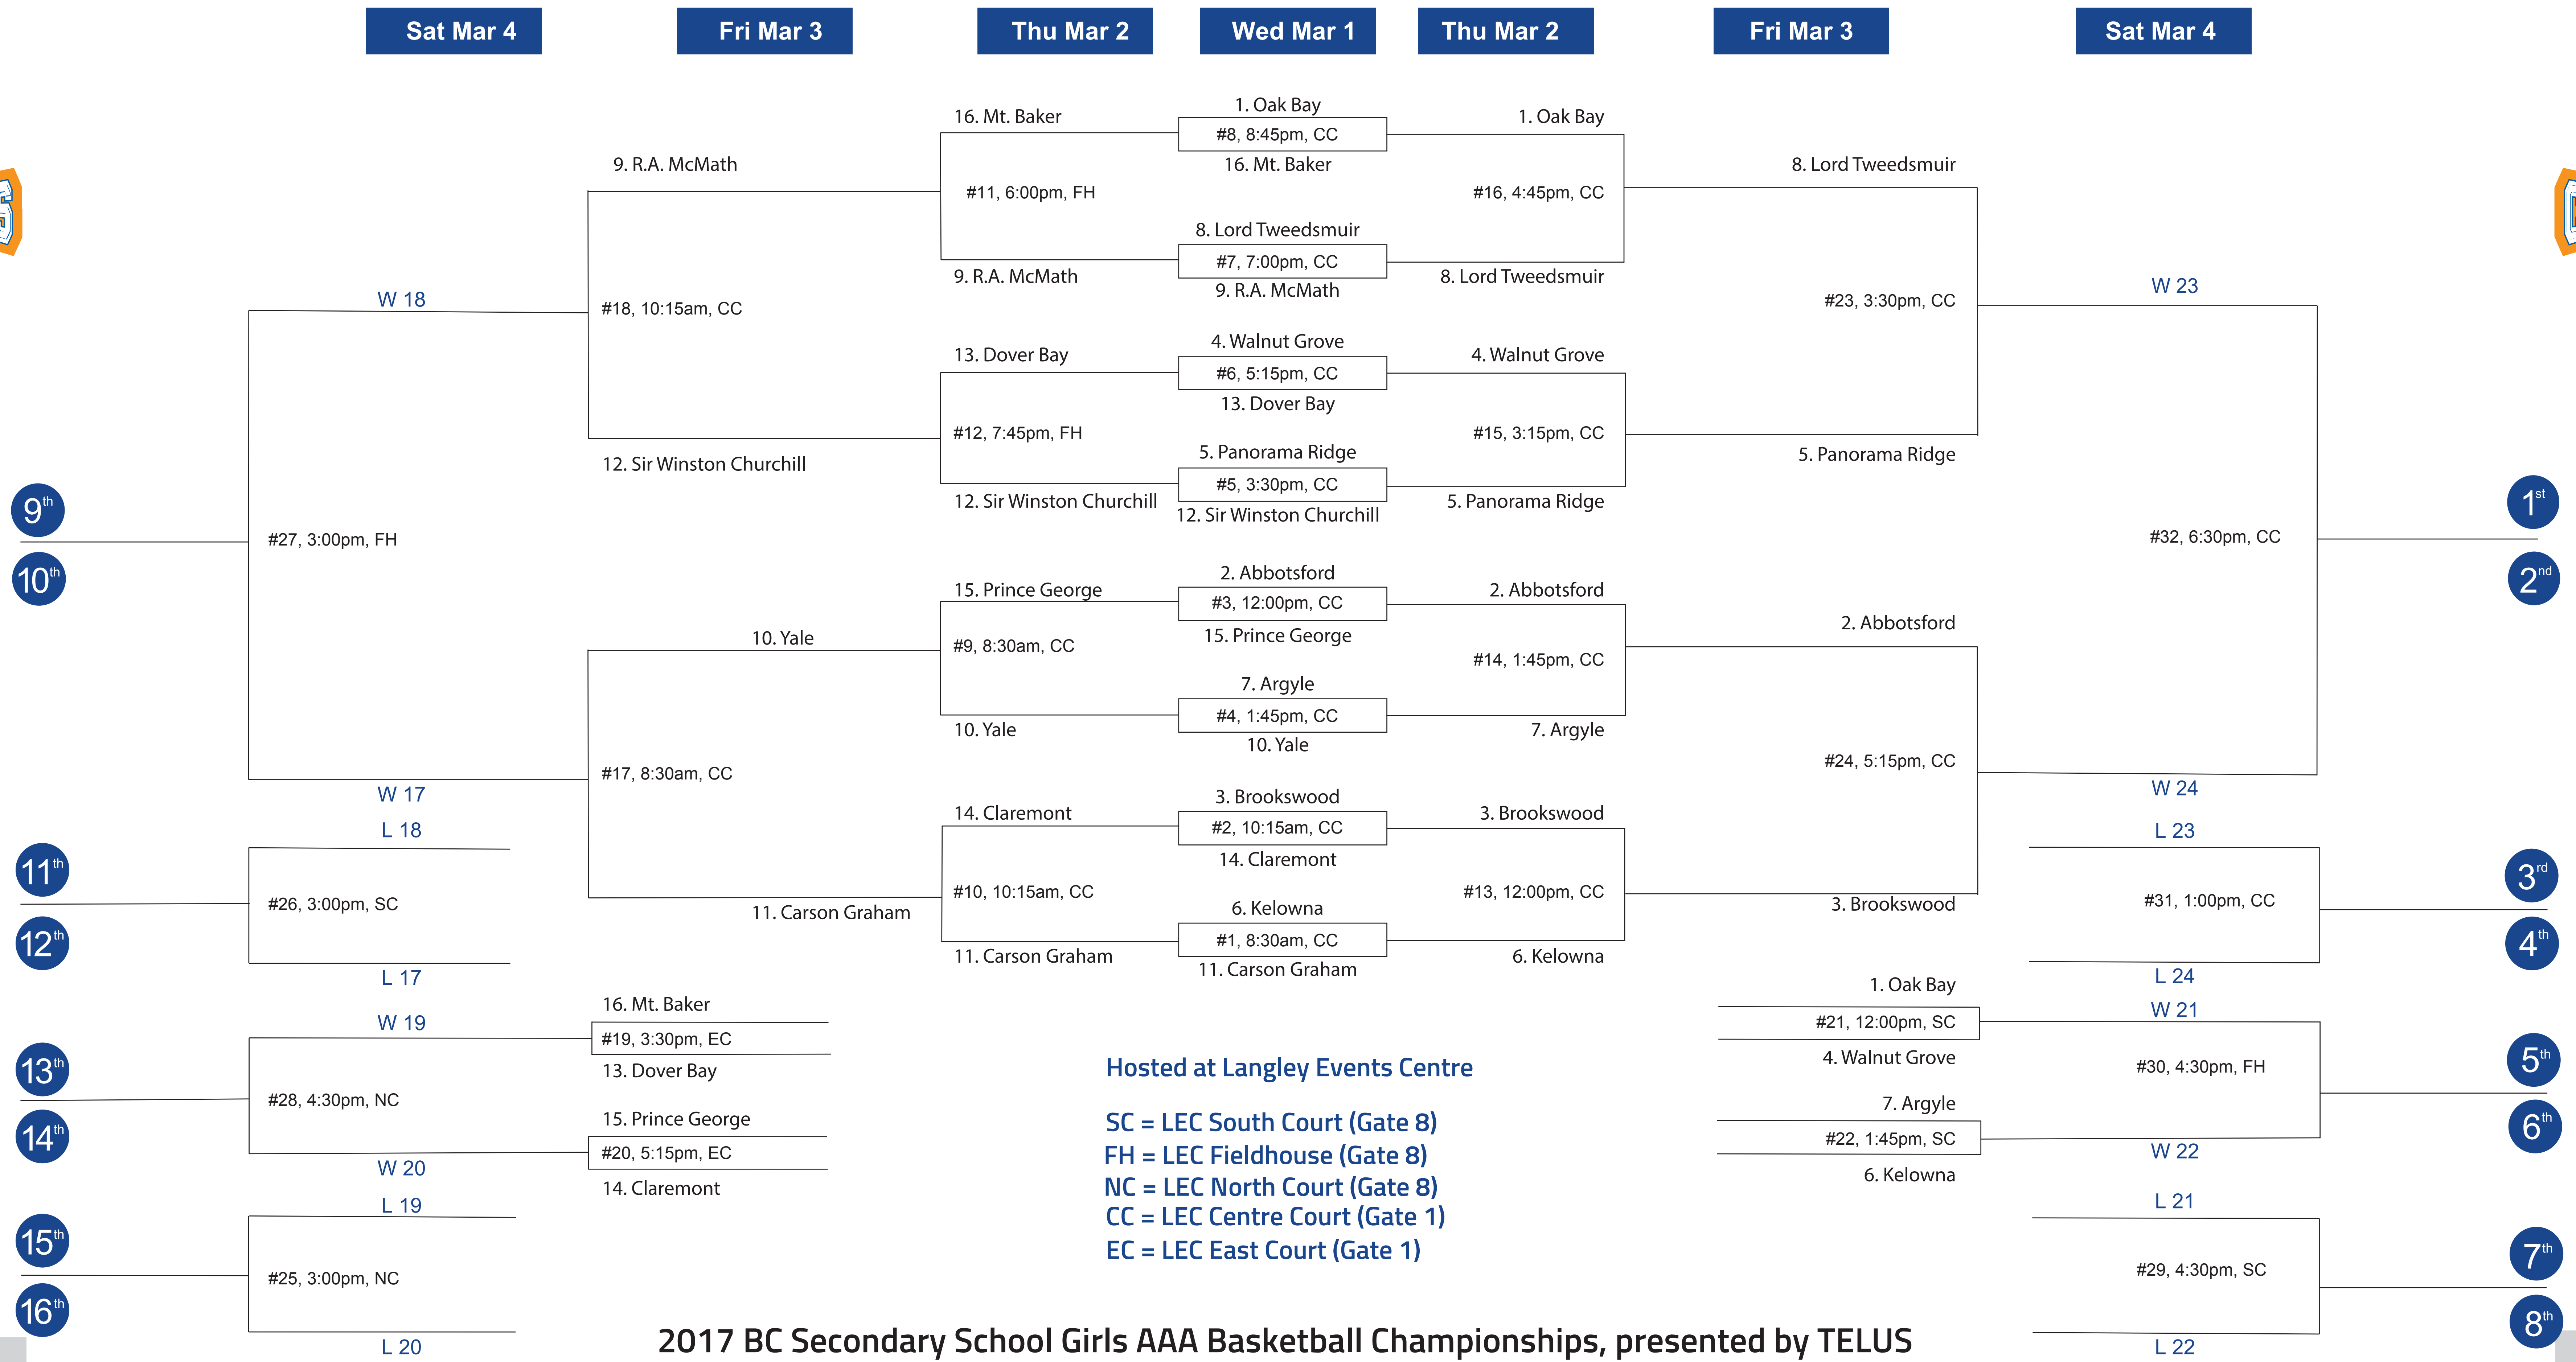 Sat Mar 4
Fri Mar 3
Thu Mar 2
Wed Mar 1
Thu Mar 2
Fri Mar 3
Sat Mar 4
W 18
#27, 3:00pm, FH
9th
10th
W 17
L 18
11th
#26, 3:00pm, SC
12th
L 17
W 19
13th
#28, 4:30pm, NC
14th
W 20
L 19
15th
#25, 3:00pm, NC
16th
L 20
9. R.A. McMath
#18, 10:15am, CC
12. Sir Winston Churchill
10. Yale
#17, 8:30am, CC
11. Carson Graham
16. Mt. Baker
#19, 3:30pm, EC
13. Dover Bay
15. Prince George
#20, 5:15pm, EC
14. Claremont
16. Mt. Baker
#11, 6:00pm, FH
9. R.A. McMath
13. Dover Bay
#12, 7:45pm, FH
12. Sir Winston Churchill
15. Prince George
#9, 8:30am, CC
10. Yale
14. Claremont
#10, 10:15am, CC
11. Carson Graham
1. Oak Bay
#8, 8:45pm, CC
16. Mt. Baker
8. Lord Tweedsmuir
#7, 7:00pm, CC
9. R.A. McMath
4. Walnut Grove
#6, 5:15pm, CC
13. Dover Bay
5. Panorama Ridge
#5, 3:30pm, CC
12. Sir Winston Churchill
2. Abbotsford
#3, 12:00pm, CC
15. Prince George
7. Argyle
#4, 1:45pm, CC
10. Yale
3. Brookswood
#2, 10:15am, CC
14. Claremont
6. Kelowna
#1, 8:30am, CC
11. Carson Graham
1. Oak Bay
#16, 4:45pm, CC
8. Lord Tweedsmuir
4. Walnut Grove
#15, 3:15pm, CC
5. Panorama Ridge
2. Abbotsford
#14, 1:45pm, CC
7. Argyle
3. Brookswood
#13, 12:00pm, CC
6. Kelowna
8. Lord Tweedsmuir
#23, 3:30pm, CC
5. Panorama Ridge
2. Abbotsford
#24, 5:15pm, CC
3. Brookswood
1. Oak Bay
#21, 12:00pm, SC
4. Walnut Grove
7. Argyle
#22, 1:45pm, SC
6. Kelowna
W 23
1st
#32, 6:30pm, CC
2nd
W 24
L 23
3rd
#31, 1:00pm, CC
4th
L 24
W 21
5th
#30, 4:30pm, FH
6th
W 22
L 21
7th
#29, 4:30pm, SC
8th
L 22
Hosted at Langley Events Centre
SC = LEC South Court (Gate 8)
FH = LEC Fieldhouse (Gate 8)
NC = LEC North Court (Gate 8)
CC = LEC Centre Court (Gate 1)
EC = LEC East Court (Gate 1)
2017 BC Secondary School Girls AAA Basketball Championships, presented by TELUS